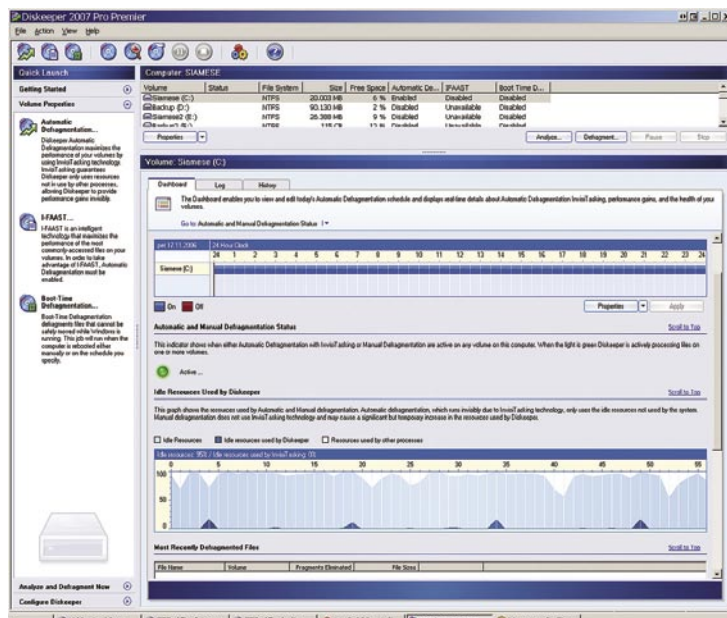 Diskeeper 2007 Pro Premier
File Action View Help
Quick Launch
Getting Started
Volume Properties
Automatic Defragmentation...
Diskeeper Automatic
Defragmentation maximizes the
performance of your volumes by
using InvisiTasking technology.
InvisiTasking guarantees
Diskeeper only uses resources
not in use by other processes,
allowing Diskeeper to provide
performance gains invisibly.
I-FAAST...
I-FAAST is an intelligent
technology that maximizes the
performance of the most
commonly-accessed files on your
volumes. In order to take
advantage of I-FAAST, Automatic
Defragmentation must be
enabled.
Boot-Time
Defragmentation...
Boot-Time Defragmentation
defragments files that cannot be
safely moved while Windows is
running. This job will run when the
computer is rebooted either
manually or on the schedule you
specify.
Analyze and Defragment Now
Configure Diskeeper
Computer: SIAMESE
Volume Status File System Size Free Space Automatic De... IFAAST Boot Time D...
Siamese (C:) NTFS 20.003 MB 6 % Enabled Disabled Disabled
Backup (D:) NTFS 90.130 MB 2 % Disabled Unavailable Disabled
Siamese2 (E:) NTFS 26.388 MB 9 % Disabled Unavailable Disabled
Properties Analyze... Defragment... Pause Stop
Volume: Siamese (C:)
Dashboard Log History
The Dashboard enables you to view and edit today's Automatic Defragmentation schedule and displays real-time details about Automatic Defragmentation InvisiTasking, performance gains, and the health of your
volumes.
Go to: Automatic and Manual Defragmentation Status
pet 17.11.2006 24 Hour Clock
24 1 2 3 4 5 6 7 8 9 10 11 12 13 14 15 16 17 18 19 20 21 22 23 24
Siamese (C:)
On Off Properties Apply
Automatic and Manual Defragmentation Status Scroll to Top
This indicator shows when either Automatic Defragmentation with InvisiTasking or Manual Defragmentation are active on any volume on this computer. When the light is green Diskeeper is actively processing files on
one or more volumes.
Active...
Idle Resources Used by Diskeeper Scroll to Top
This graph shows the resources used by Automatic and Manual defragmentation. Automatic defragmentation, which runs invisibly due to InvisiTasking technology, only uses the idle resources not used by the system.
Manual defragmentation does not use InvisiTasking technology and may cause a significant but temporary increase in the resources used by Diskeeper.
Idle Resources Idle resources used by Diskeeper Resources used by other processes
Idle resources: 95% / Idle resources used by InvisiTasking: 0%
0 5 10 15 20 25 30 35 40 45 50 55
100
50
0
Most Recently Defragmented Files Scroll to Top
File Name Volume Fragments Eliminated File Size